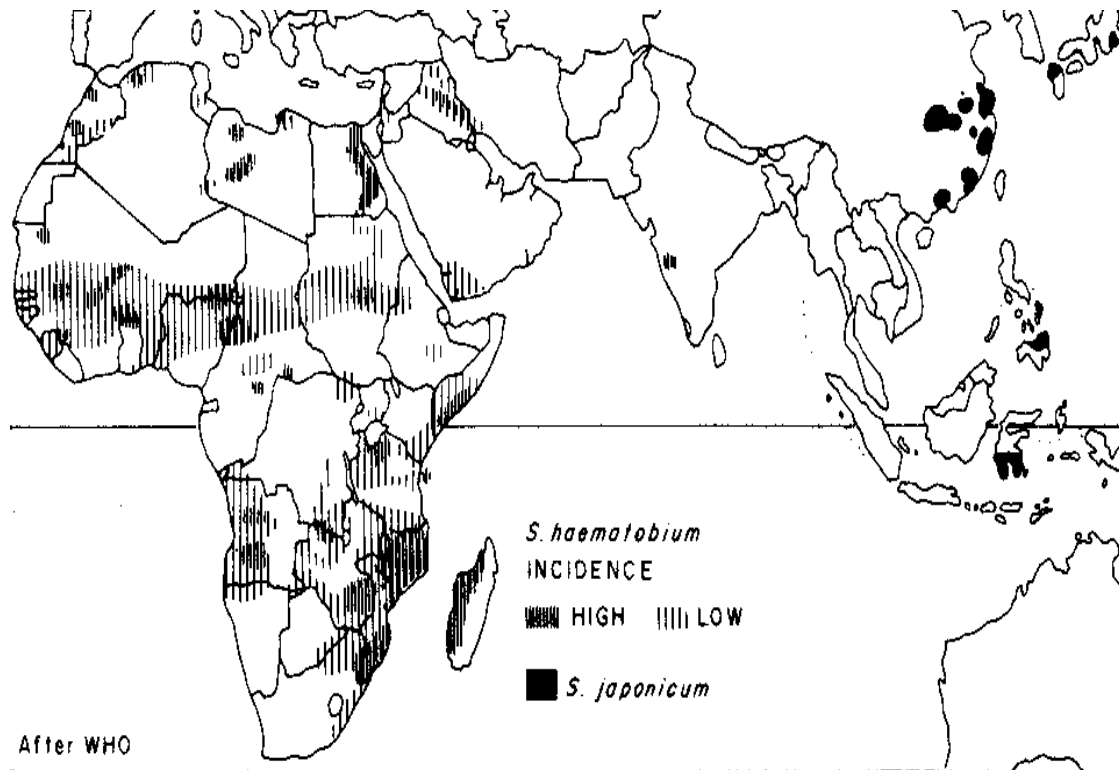 S. haematobium
INCIDENCE
HIGH LOW
S. japonicum
After WHO